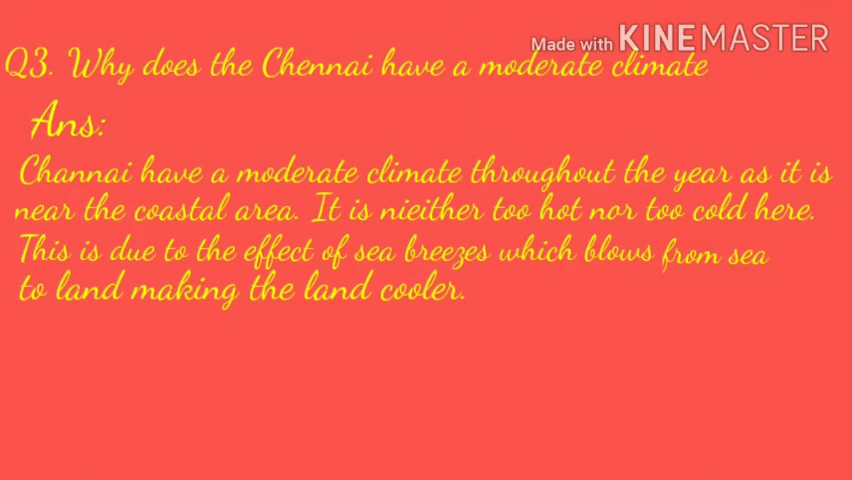 Made with KINEMASTER
Q3. Why does the Chennai have a moderate climate
Ans:
Channai have a moderate climate throughout the year as it is
near the coastal area. It is nieither too hot nor too cold here.
This is due to the effect of sea breezes which blows from sea
to land making the land cooler.